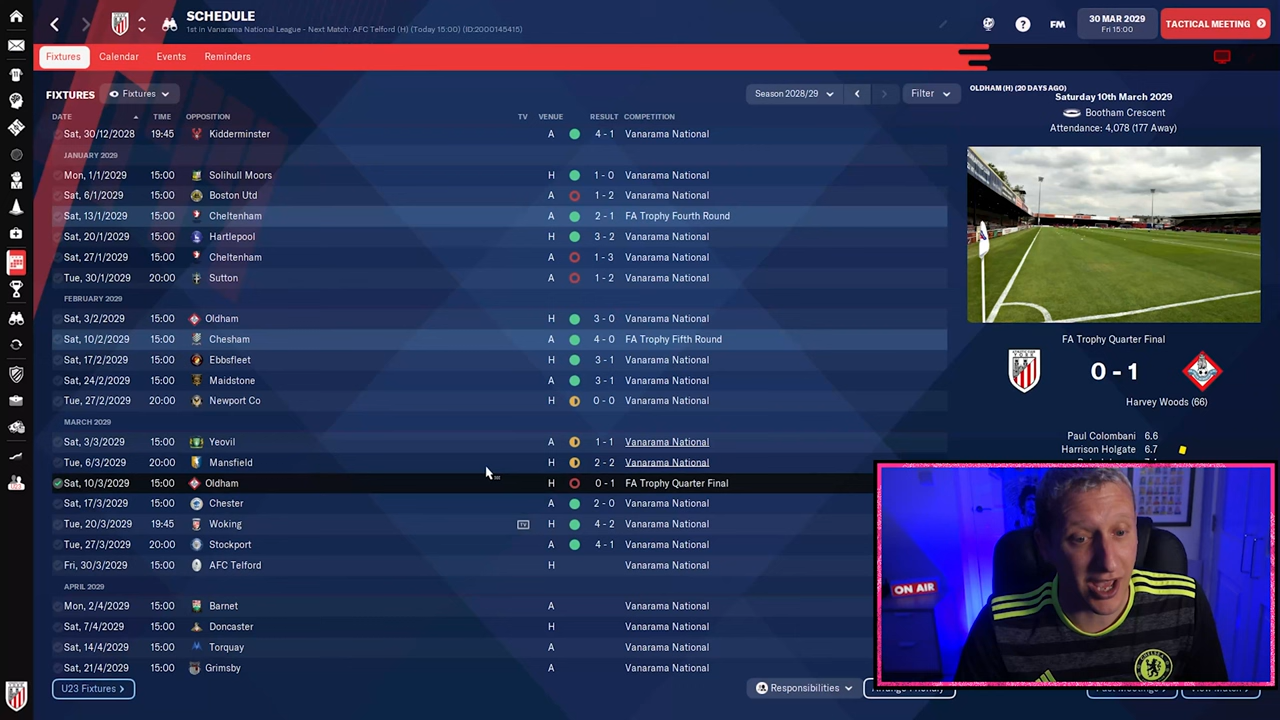 SCHEDULE
1st in Vanarama National League - Next Match: AFC Telford (H) (Today 15:00) (ID:2000145415)
FM
30 MAR 2029
Fri 15:00
TACTICAL MEETING
Fixtures Calendar Events Reminders
FIXTURES Fixtures Season 2028/29 Filter
DATE TIME OPPOSITION TV VENUE RESULT COMPETITION
Sat, 30/12/2028 19:45 Kidderminster A 4 - 1 Vanarama National
JANUARY 2029
Mon, 1/1/2029 15:00 Solihull Moors H 1 - 0 Vanarama National
Sat, 6/1/2029 15:00 Boston Utd A 1 - 2 Vanarama National
Sat, 13/1/2029 15:00 Cheltenham A 2 - 1 FA Trophy Fourth Round
Sat, 20/1/2029 15:00 Hartlepool H 3 - 2 Vanarama National
Sat, 27/1/2029 15:00 Cheltenham A 1 - 3 Vanarama National
Tue, 30/1/2029 20:00 Sutton A 1 - 2 Vanarama National
FEBRUARY 2029
Sat, 3/2/2029 15:00 Oldham H 3 - 0 Vanarama National
Sat, 10/2/2029 15:00 Chesham A 4 - 0 FA Trophy Fifth Round
Sat, 17/2/2029 15:00 Ebbsfleet H 3 - 1 Vanarama National
Sat, 24/2/2029 15:00 Maidstone A 3 - 1 Vanarama National
Tue, 27/2/2029 20:00 Newport Co H 0 - 0 Vanarama National
MARCH 2029
Sat, 3/3/2029 15:00 Yeovil A 1 - 1 Vanarama National
Tue, 6/3/2029 20:00 Mansfield H 2 - 2 Vanarama National
Sat, 10/3/2029 15:00 Oldham H 0 - 1 FA Trophy Quarter Final
Sat, 17/3/2029 15:00 Chester A 2 - 0 Vanarama National
Tue, 20/3/2029 19:45 Woking TV H 4 - 2 Vanarama National
Tue, 27/3/2029 20:00 Stockport A 4 - 1 Vanarama National
Fri, 30/3/2029 15:00 AFC Telford H Vanarama National
APRIL 2029
Mon, 2/4/2029 15:00 Barnet A Vanarama National
Sat, 7/4/2029 15:00 Doncaster H Vanarama National
Sat, 14/4/2029 15:00 Torquay A Vanarama National
Sat, 21/4/2029 15:00 Grimsby A Vanarama National
U23 Fixtures
Responsibilities
OLDHAM (H) (20 DAYS AGO)
Saturday 10th March 2029
Bootham Crescent
Attendance: 4,078 (177 Away)
FA Trophy Quarter Final
0 - 1
Harvey Woods (66)
Paul Colombani 6.6
Harrison Holgate 6.7
ON AIR